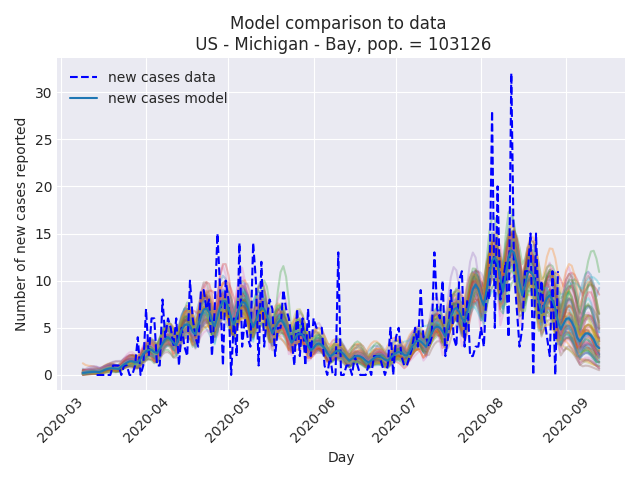 Model comparison to data
US - Michigan - Bay, pop. = 103126
new cases data
new cases model
Number of new cases reported
30
25
20
15
10
5
0
2020-03
2020-04
2020-05
2020-06
2020-07
2020-08
2020-09
Day